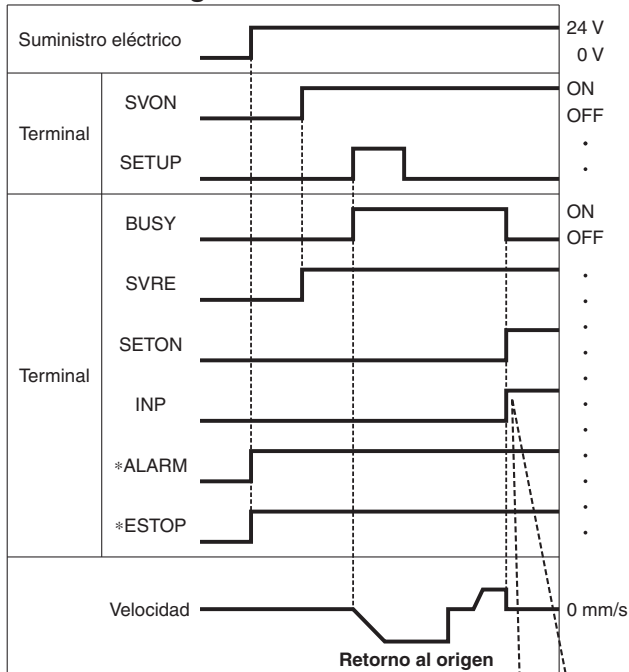 Suministro eléctrico
24 V
0 V
Terminal
SVON
ON
OFF
SETUP
Terminal
BUSY
ON
OFF
SVRE
SETON
INP
*ALARM
*ESTOP
Velocidad
0 mm/s
Retorno al origen